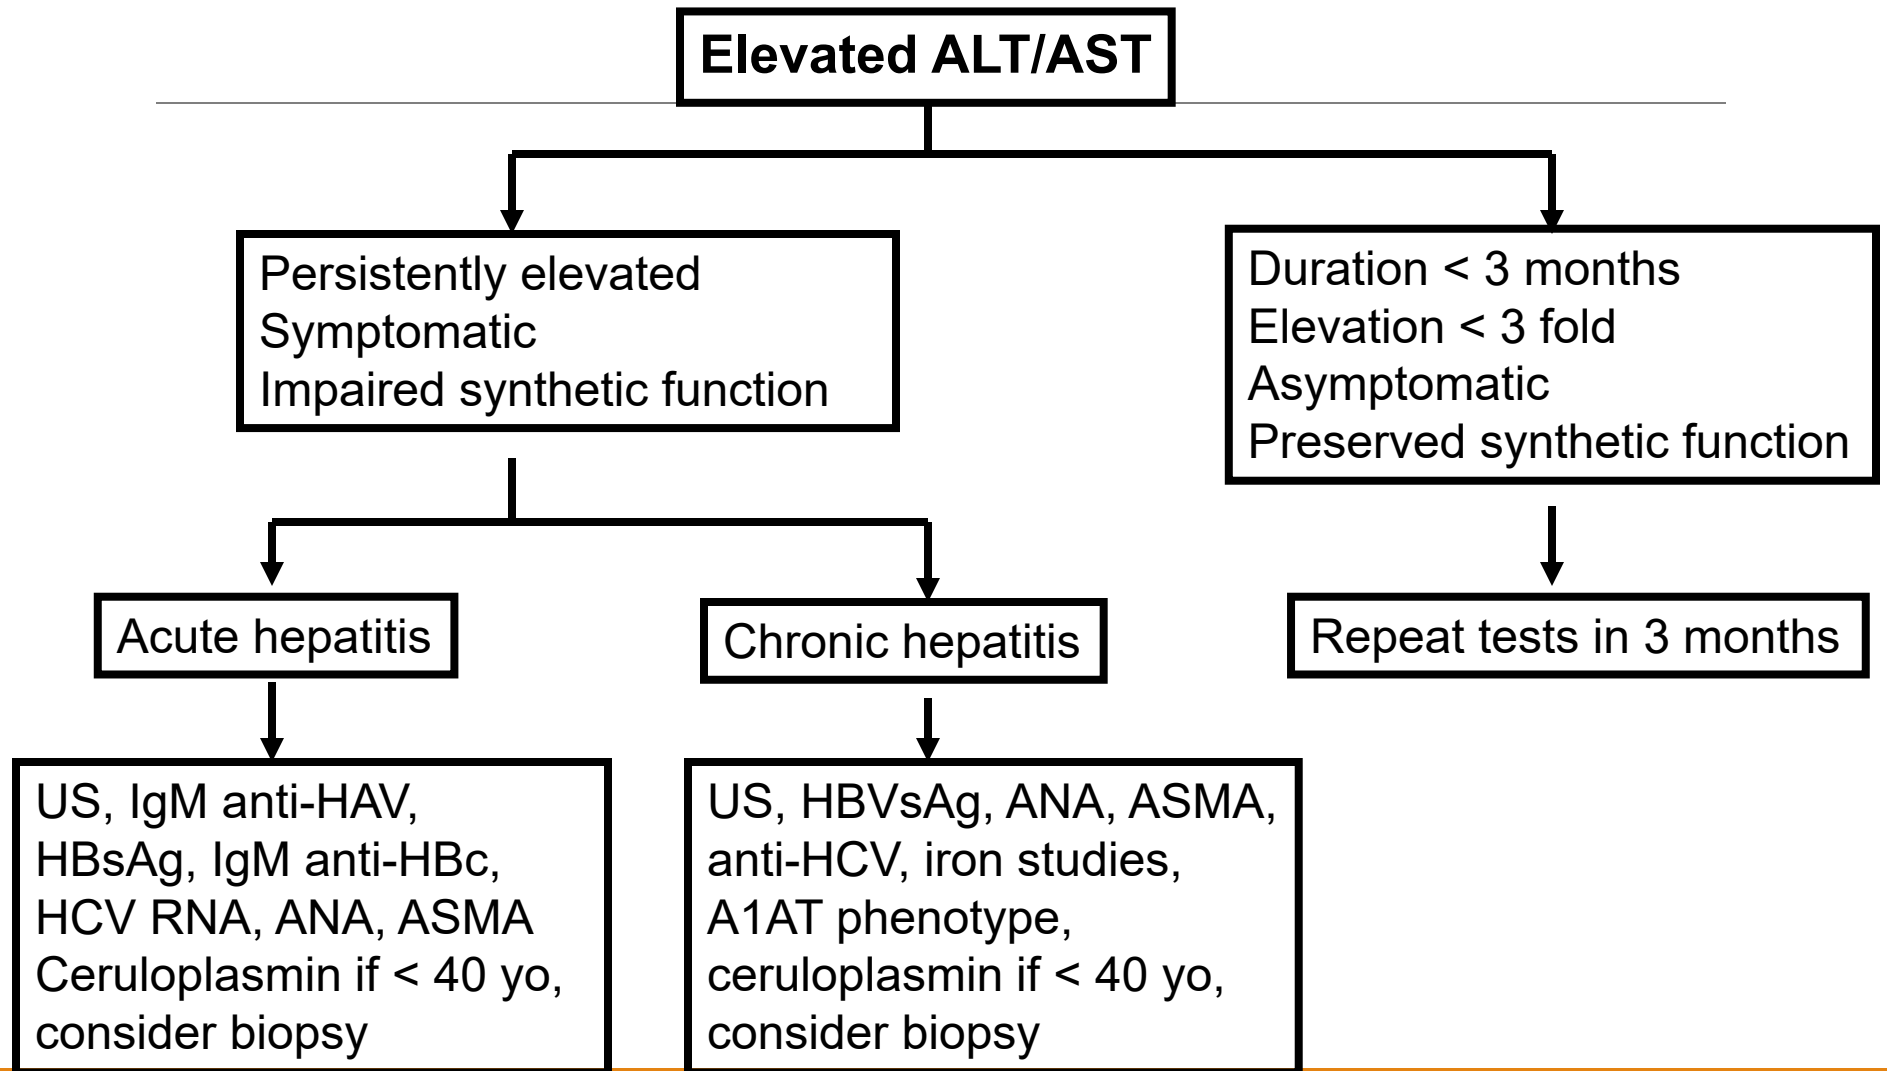 Elevated ALT/AST
Persistently elevated
Symptomatic
Impaired synthetic function
Duration < 3 months
Elevation < 3 fold
Asymptomatic
Preserved synthetic function
Acute hepatitis
Chronic hepatitis
Repeat tests in 3 months
US, IgM anti-HAV,
HBsAg, IgM anti-HBc,
HCV RNA, ANA, ASMA
Ceruloplasmin if < 40 yo,
consider biopsy
US, HBVsAg, ANA, ASMA,
anti-HCV, iron studies,
A1AT phenotype,
ceruloplasmin if < 40 yo,
consider biopsy